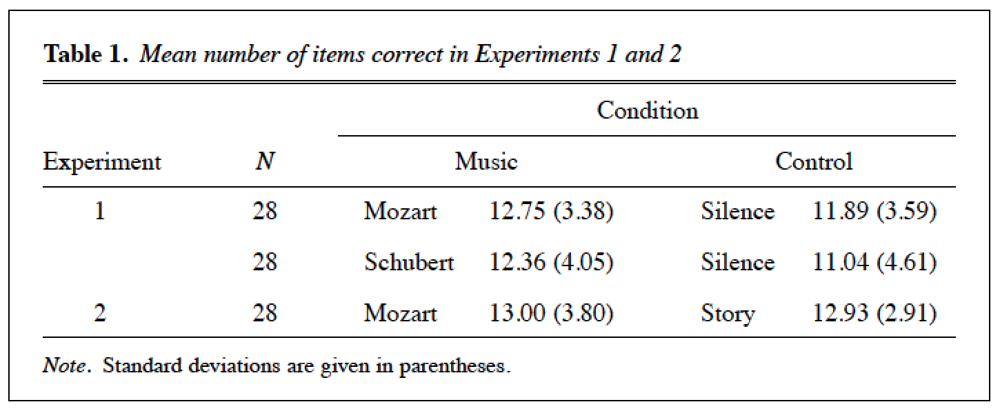 Table 1. Mean number of items correct in Experiments 1 and 2
Condition
Experiment N Music Control
1 28 Mozart 12.75 (3.38) Silence 11.89 (3.59)
28 Schubert 12.36 (4.05) Silence 11.04 (4.61)
2 28 Mozart 13.00 (3.80) Story 12.93 (2.91)
Note. Standard deviations are given in parentheses.